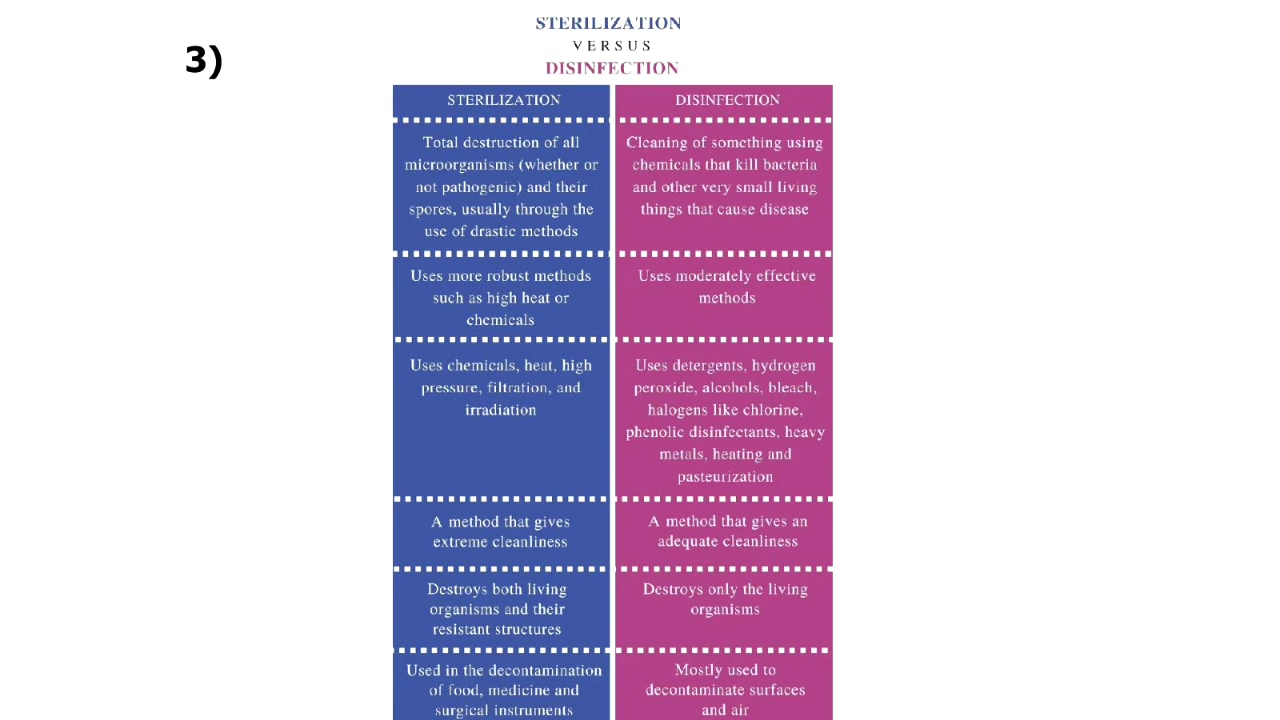 3)
STERILIZATION
VERSUS
DISINFECTION
STERILIZATION
DISINFECTION
Total destruction of all
microorganisms (whether or
not pathogenic) and their
spores, usually through the
use of drastic methods
Cleaning of something using
chemicals that kill bacteria
and other very small living
things that cause disease
Uses more robust methods
such as high heat or
chemicals
Uses moderately effective
methods
Uses chemicals, heat, high
pressure, filtration, and
irradiation
Uses detergents, hydrogen
peroxide, alcohols, bleach,
halogens like chlorine,
phenolic disinfectants, heavy
metals, heating and
pasteurization
A method that gives
extreme cleanliness
A method that gives an
adequate cleanliness
Destroys both living
organisms and their
resistant structures
Destroys only the living
organisms
Used in the decontamination
of food, medicine and
surgical instruments
Mostly used to
decontaminate surfaces
and air